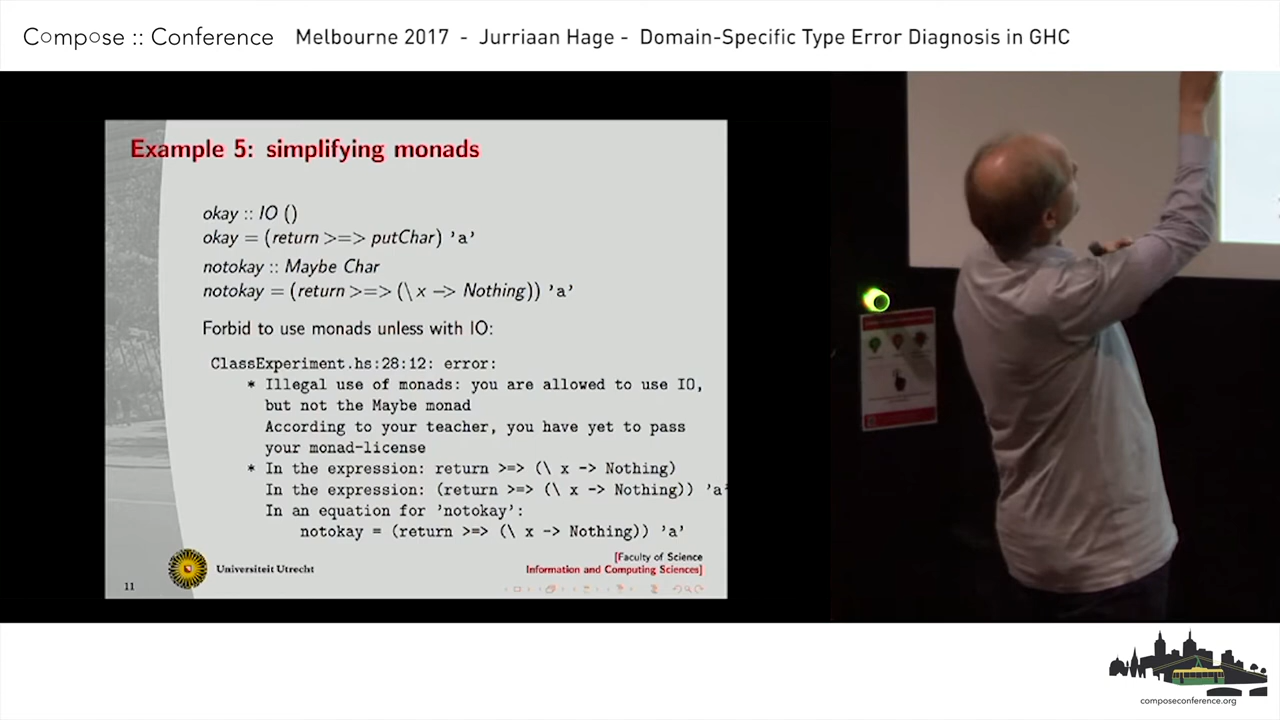 Compose :: Conference Melbourne 2017 - Jurriaan Hage - Domain-Specific Type Error Diagnosis in GHC
Example 5: simplifying monads
okay :: IO ()
okay = (return >=> putChar) 'a'
notokay :: Maybe Char
notokay = (return >=> (\ x -> Nothing)) 'a'
Forbid to use monads unless with IO:
ClassExperiment.hs:28:12: error:
* Illegal use of monads: you are allowed to use IO,
but not the Maybe monad
According to your teacher, you have yet to pass
your monad-license
* In the expression: return >=> (\ x -> Nothing)
In the expression: (return >=> (\ x -> Nothing)) 'a'
In an equation for 'notokay':
notokay = (return >=> (\ x -> Nothing)) 'a'
[Faculty of Science
Information and Computing Sciences]
Universiteit Utrecht
11
composeconference.org